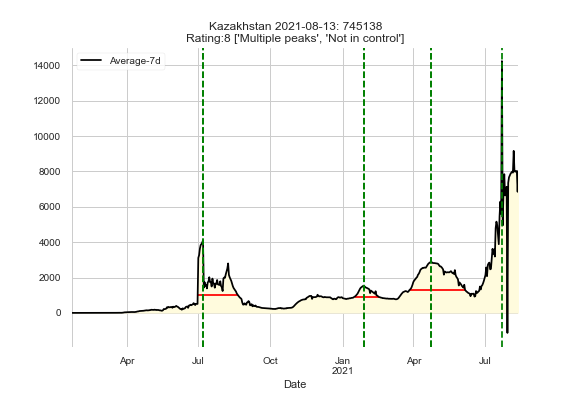 Kazakhstan 2021-08-13: 745138
Rating:8 ['Multiple peaks', 'Not in control']
Average-7d
14000
12000
10000
8000
6000
4000
2000
0
Apr Jul Oct Jan Apr Jul
2021
Date